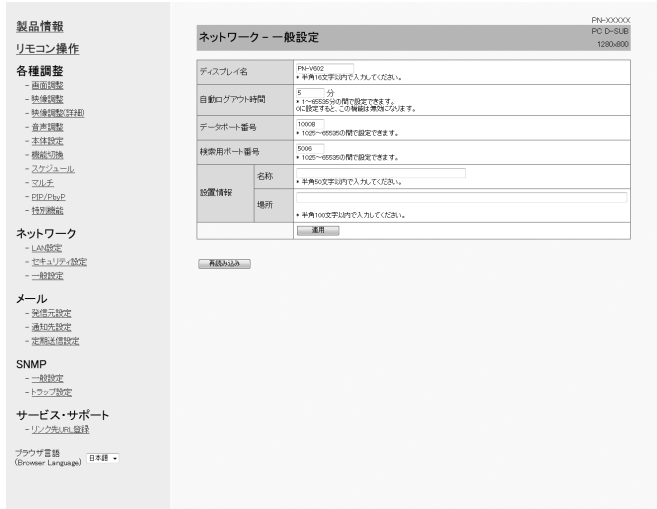 製品情報
リモコン操作
各種調整
- 画面調整
- 映像調整
- 映像調整(詳細)
- 音声調整
- 本体設定
- 機能切換
- スケジュール
- マルチ
- PIP/PbyP
- 特別機能
ネットワーク
- LAN設定
- セキュリティ設定
- 一般設定
メール
- 発信元設定
- 通知先設定
- 定期送信設定
SNMP
- 一般設定
- トラップ設定
サービス・サポート
- リンク先URL登録
ブラウザ言語
(Browser Language) 日本語
PN-XXXXX
ネットワーク – 一般設定
PC D-SUB
1280x800
ディスプレイ名
PN-V602
* 半角16文字以内で入力してください。
自動ログアウト時間
5 分
* 1~65535分の間で設定できます。
0に設定すると、この機能は無効になります。
データポート番号
10008
* 1025~65535の間で設定できます。
検索用ポート番号
5006
* 1025~65535の間で設定できます。
設置情報
名称
* 半角50文字以内で入力してください。
場所
* 半角100文字以内で入力してください。
適用
再読み込み